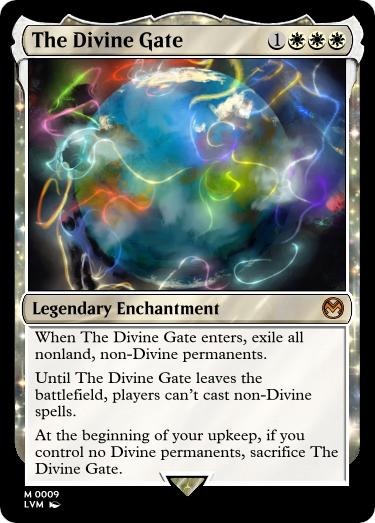 The Divine Gate 1
Legendary Enchantment
When The Divine Gate enters, exile all
nonland, non-Divine permanents.
Until The Divine Gate leaves the
battlefield, players can't cast non-Divine
spells.
At the beginning of your upkeep, if you
control no Divine permanents, sacrifice The
Divine Gate.
M 0009
LVM